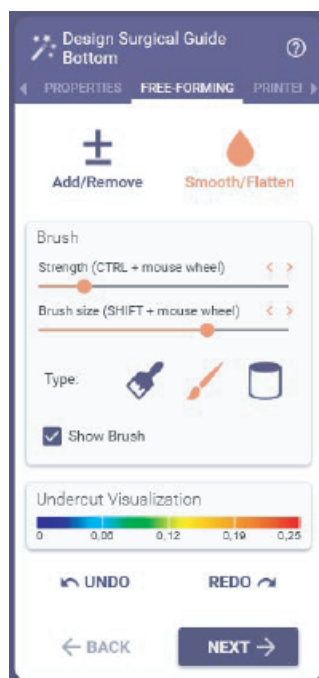 Design Surgical Guide
Bottom
PROPERTIES FREE-FORMING PRINTE
Add/Remove Smooth/Flatten
Brush
Strength (CTRL + mouse wheel)
Brush size (SHIFT + mouse wheel)
Type:
Show Brush
Undercut Visualization
0 0,06 0,12 0,19 0,25
UNDO REDO
BACK NEXT